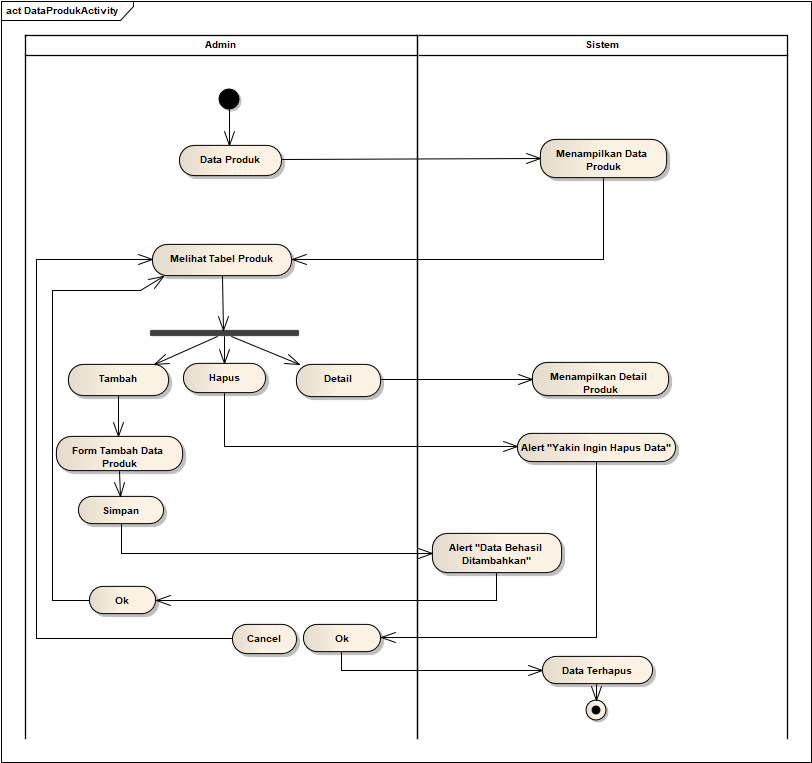 act DataProdukActivity
Admin
Sistem
Data Produk
Menampilkan Data
Produk
Melihat Tabel Produk
Tambah
Hapus
Detail
Menampilkan Detail
Produk
Form Tambah Data
Produk
Alert "Yakin Ingin Hapus Data"
Simpan
Alert "Data Behasil
Ditambahkan"
Ok
Cancel
Ok
Data Terhapus